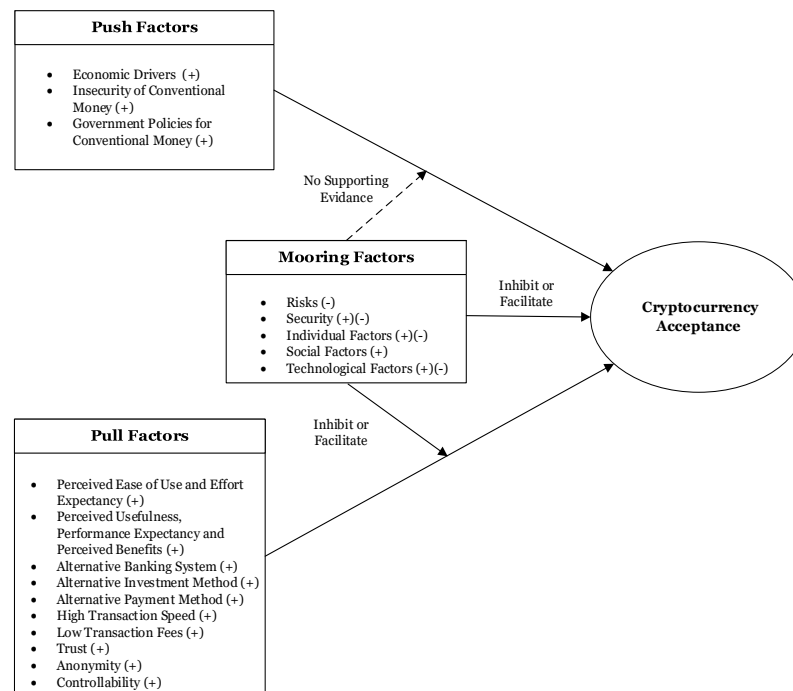 Push Factors
• Economic Drivers (+)
• Insecurity of Conventional
Money (+)
• Government Policies for
Conventional Money (+)
No Supporting
Evidence
Mooring Factors
• Risks (-)
• Security (+)(-)
• Individual Factors (+)(-)
• Social Factors (+)
• Technological Factors (+)(-)
Inhibit or
Facilitate
Cryptocurrency
Acceptance
Inhibit or
Facilitate
Pull Factors
• Perceived Ease of Use and Effort
Expectancy (+)
• Perceived Usefulness,
Performance Expectancy and
Perceived Benefits (+)
• Alternative Banking System (+)
• Alternative Investment Method (+)
• Alternative Payment Method (+)
• High Transaction Speed (+)
• Low Transaction Fees (+)
• Trust (+)
• Anonymity (+)
• Controllability (+)